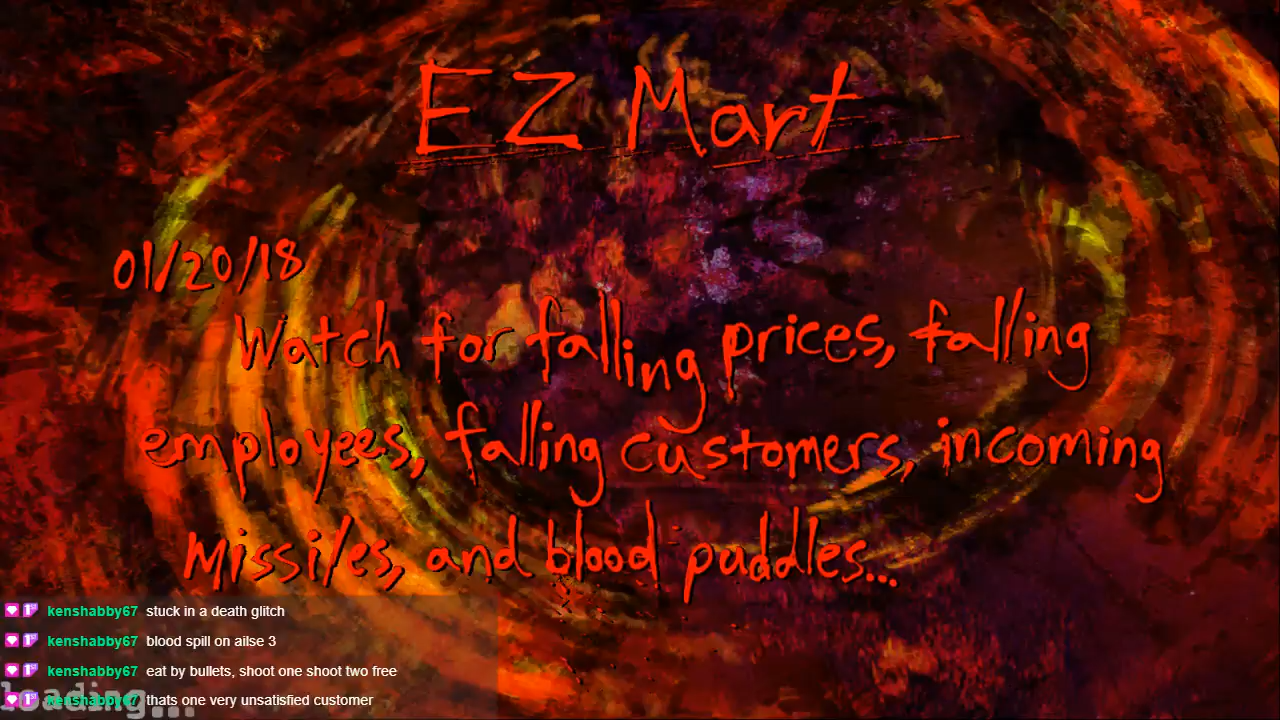 EZ Mart
01/20/18
Watch for falling prices, falling
employees, falling customers, incoming
Missiles, and blood puddles...
kenshabby67 stuck in a death glitch
kenshabby67 blood spill on ailse 3
kenshabby67 eat by bullets, shoot one shoot two free
kenshabby67 thats one very unsatisfied customer
loading...